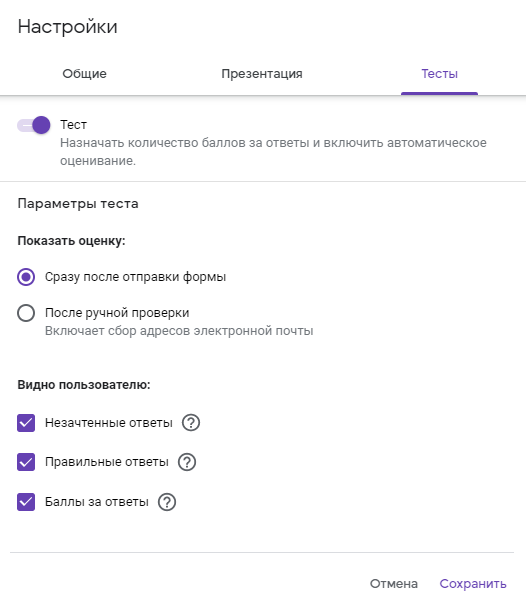 Настройки
Общие
Презентация
Тесты
Тест
Назначать количество баллов за ответы и включить автоматическое
оценивание.
Параметры теста
Показать оценку:
Сразу после отправки формы
После ручной проверки
Включает сбор адресов электронной почты
Видно пользователю:
Незачтенные ответы ?
Правильные ответы ?
Баллы за ответы ?
Отмена
Сохранить